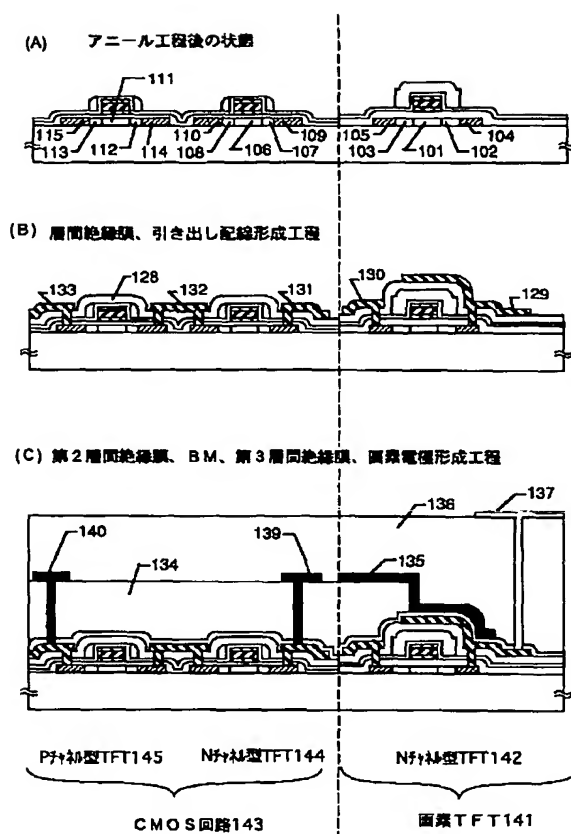 (A) アニール工程後の状態
111
115 110 109 105 104
113 112 114 108 106 107 103 101 102
(B) 層間絶縁膜、引き出し配線形成工程
133 128 132 131 130 129
(C) 第2層間絶縁膜、BM、第3層間絶縁膜、画素電極形成工程
137
136
140 139 135
134
Pチャネル型TFT145 Nチャネル型TFT144 Nチャネル型TFT142
CMOS回路143 画素TFT141